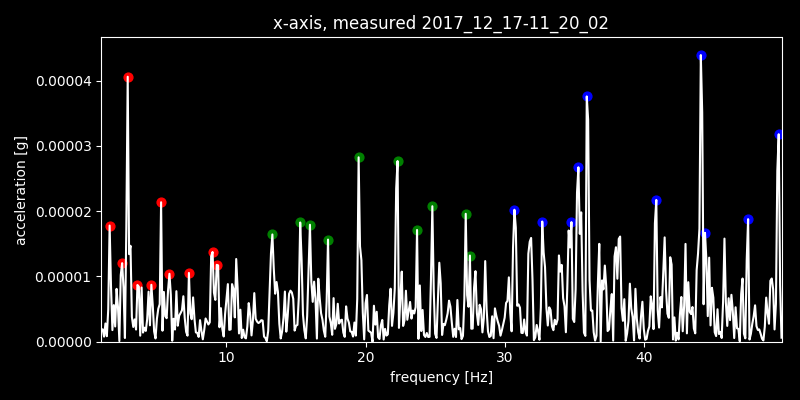 x-axis, measured 2017_12_17-11_20_02
0.00004
0.00003
0.00002
0.00001
0.00000
acceleration [g]
10 20 30 40
frequency [Hz]